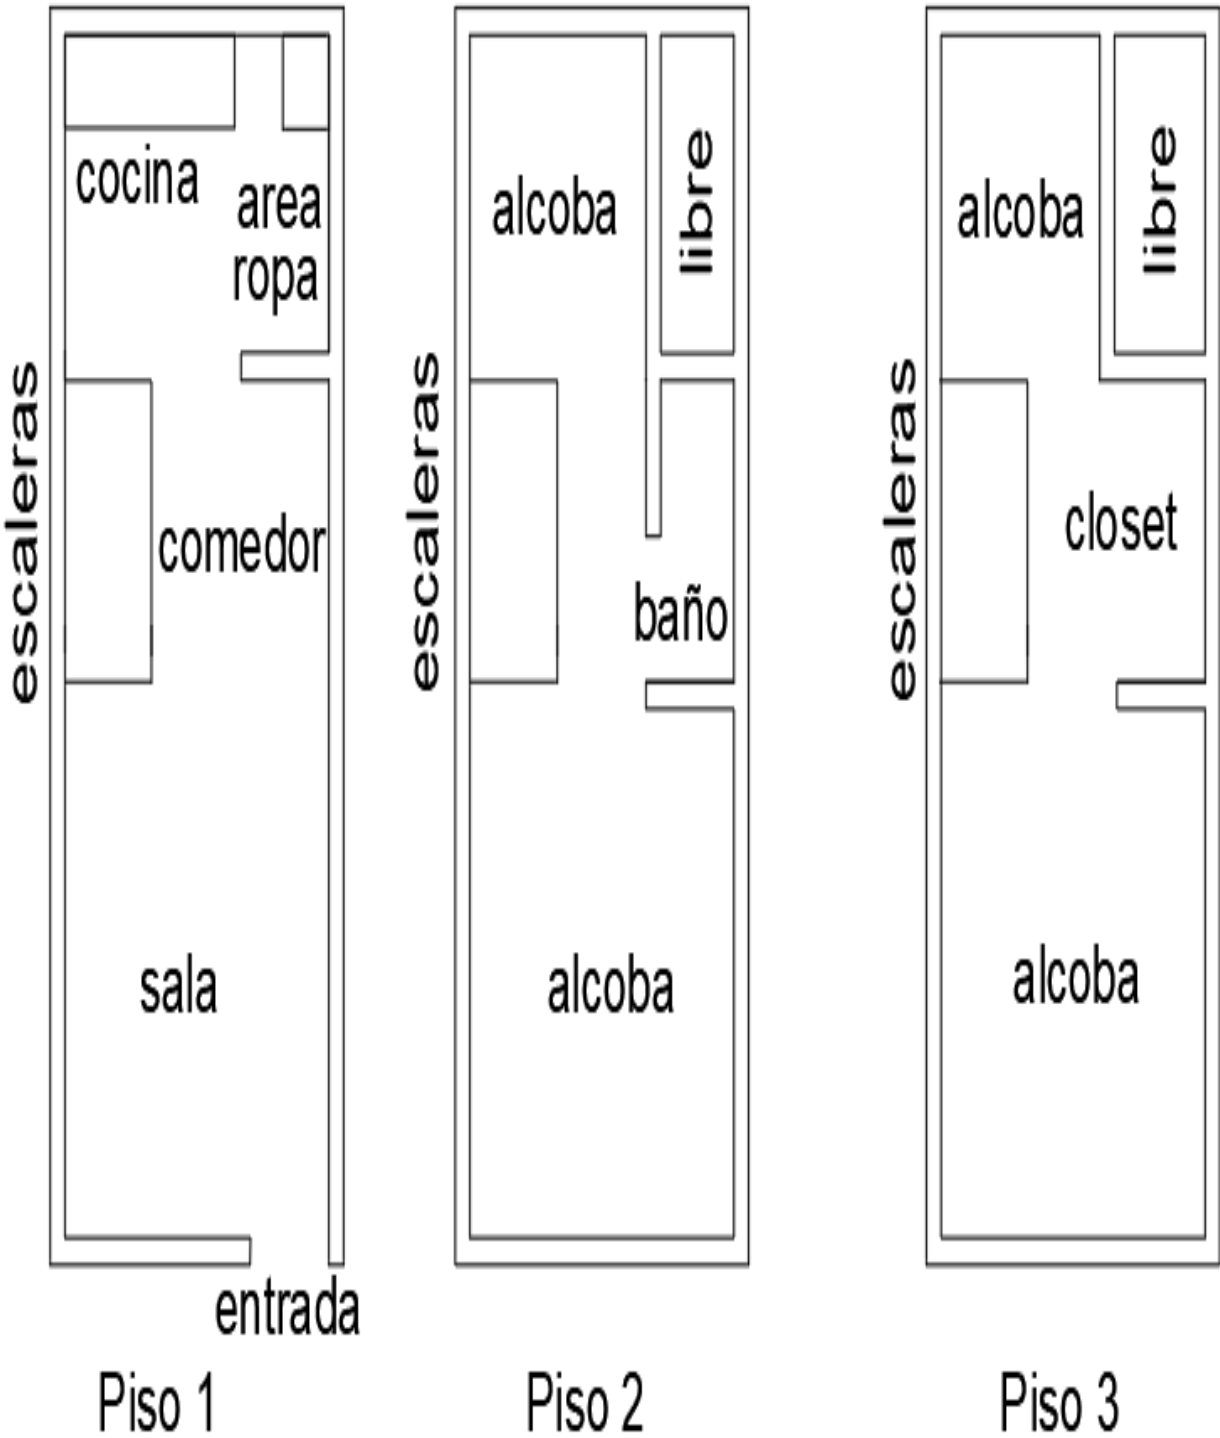 cocina
area
ropa
escaleras
comedor
sala
entrada
Piso 1
alcoba
libre
escaleras
baño
alcoba
Piso 2
alcoba
libre
escaleras
closet
alcoba
Piso 3